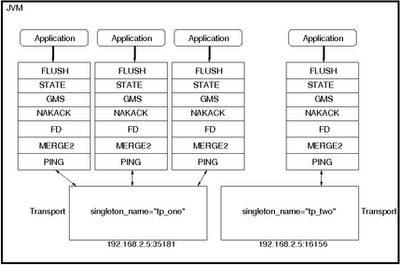 JVM
Application Application Application Application
FLUSH FLUSH FLUSH FLUSH
STATE STATE STATE STATE
GMS GMS GMS GMS
NAKACK NAKACK NAKACK NAKACK
FD FD FD FD
MERGE2 MERGE2 MERGE2 MERGE2
PING PING PING PING
Transport singleton_name="tp_one" singleton_name="tp_two" Transport
192.168.2.5:35181 192.168.2.5:16156